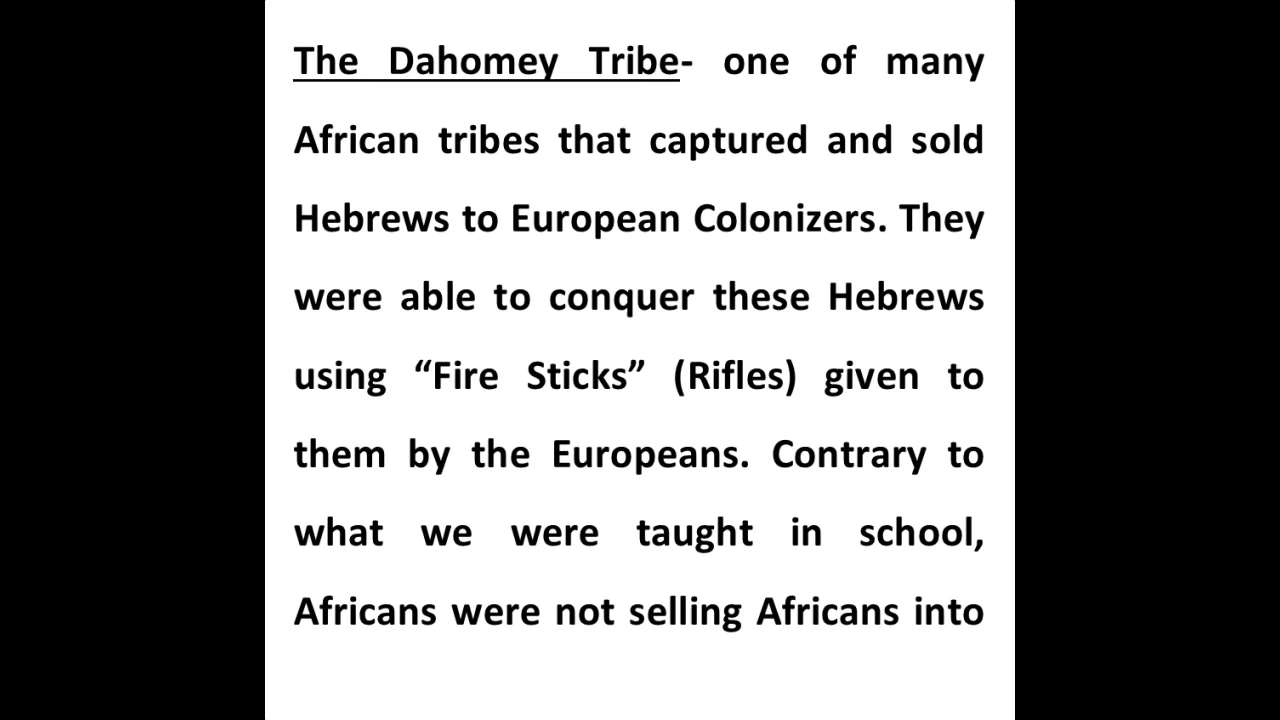 The Dahomey Tribe- one of many
African tribes that captured and sold
Hebrews to European Colonizers. They
were able to conquer these Hebrews
using “Fire Sticks” (Rifles) given to
them by the Europeans. Contrary to
what we were taught in school,
Africans were not selling Africans into